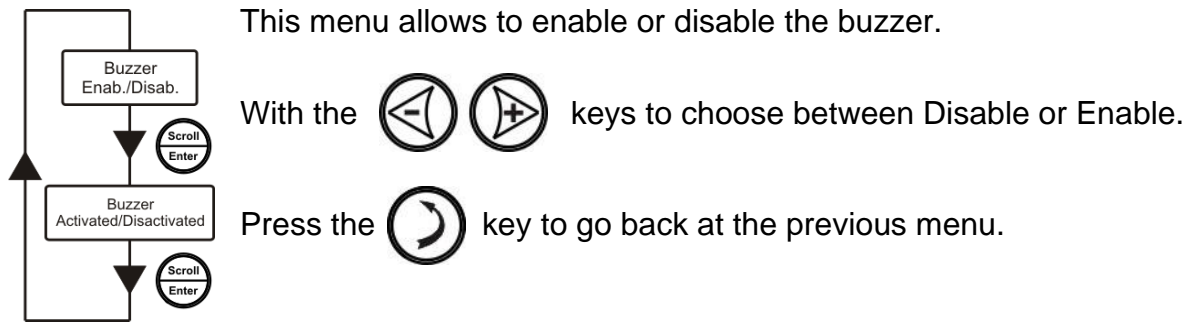 This menu allows to enable or disable the buzzer.
Buzzer
Enab./Disab.
With the - + keys to choose between Disable or Enable.
Scroll
Enter
Buzzer
Activated/Disactivated
Press the key to go back at the previous menu.
Scroll
Enter